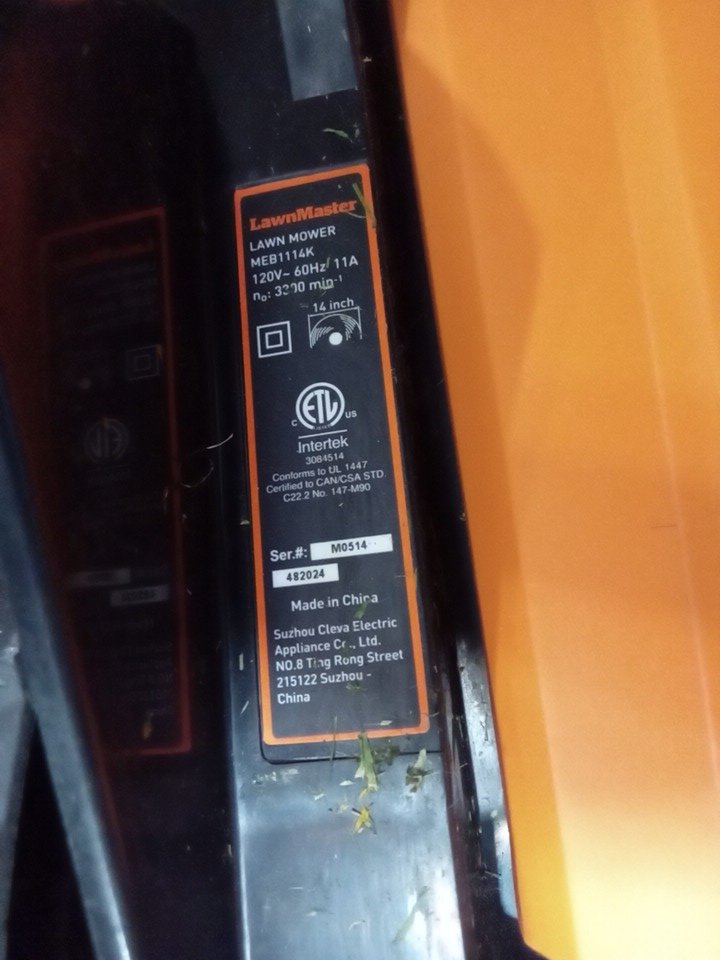 LawnMaster
LAWN MOWER
MEB1114K
120V~ 60Hz 11A
n₀: 3300 min⁻¹
14 inch
C ETL US
Intertek
3084514
Conforms to UL 1447
Certified to CAN/CSA STD.
C22.2 No. 147-M90
Ser.#: M0514
482024
Made in China
Suzhou Cleva Electric
Appliance Co., Ltd.
NO.8 Ting Rong Street
215122 Suzhou -
China